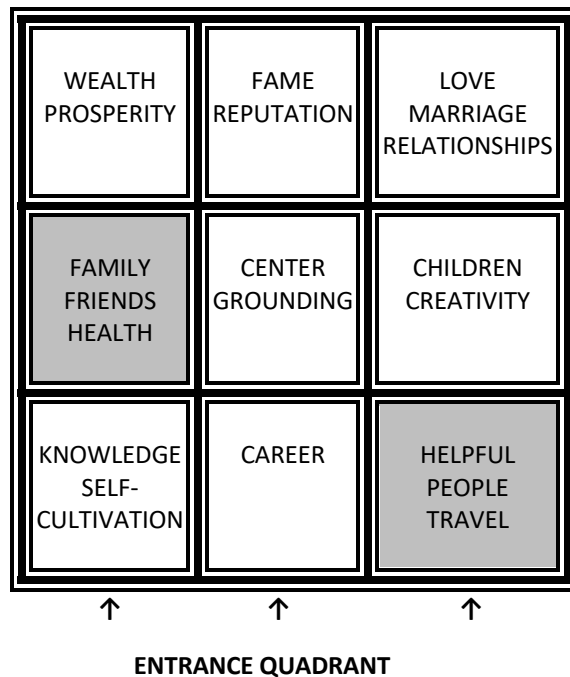 WEALTH
PROSPERITY
FAME
REPUTATION
LOVE
MARRIAGE
RELATIONSHIPS
FAMILY
FRIENDS
HEALTH
CENTER
GROUNDING
CHILDREN
CREATIVITY
KNOWLEDGE
SELF-
CULTIVATION
CAREER
HELPFUL
PEOPLE
TRAVEL
↑ ↑ ↑
ENTRANCE QUADRANT